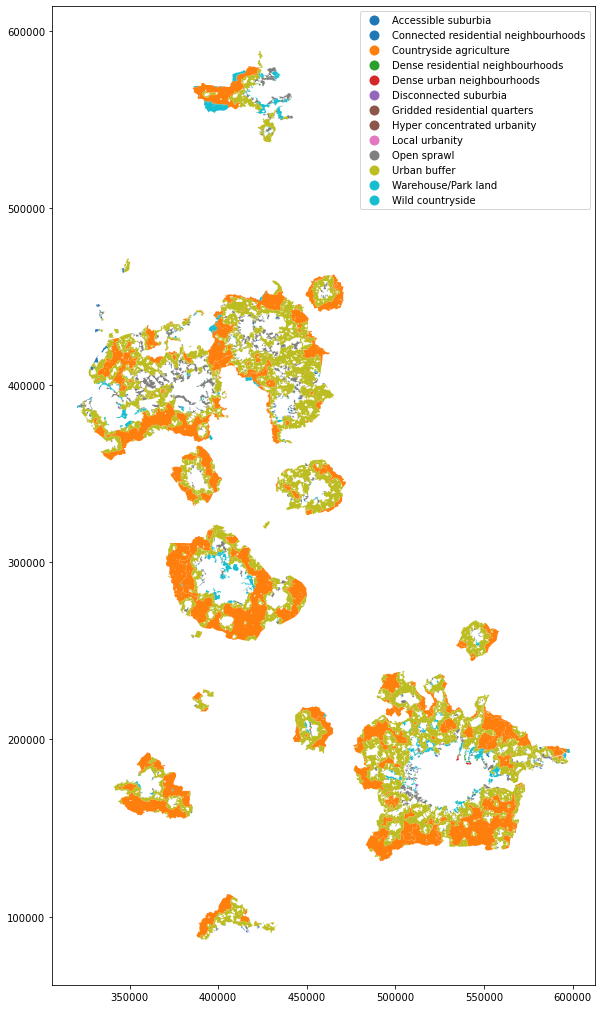 Accessible suburbia
Connected residential neighbourhoods
Countryside agriculture
Dense residential neighbourhoods
Dense urban neighbourhoods
Disconnected suburbia
Gridded residential quarters
Hyper concentrated urbanity
Local urbanity
Open sprawl
Urban buffer
Warehouse/Park land
Wild countryside
600000
500000
400000
300000
200000
100000
350000 400000 450000 500000 550000 600000